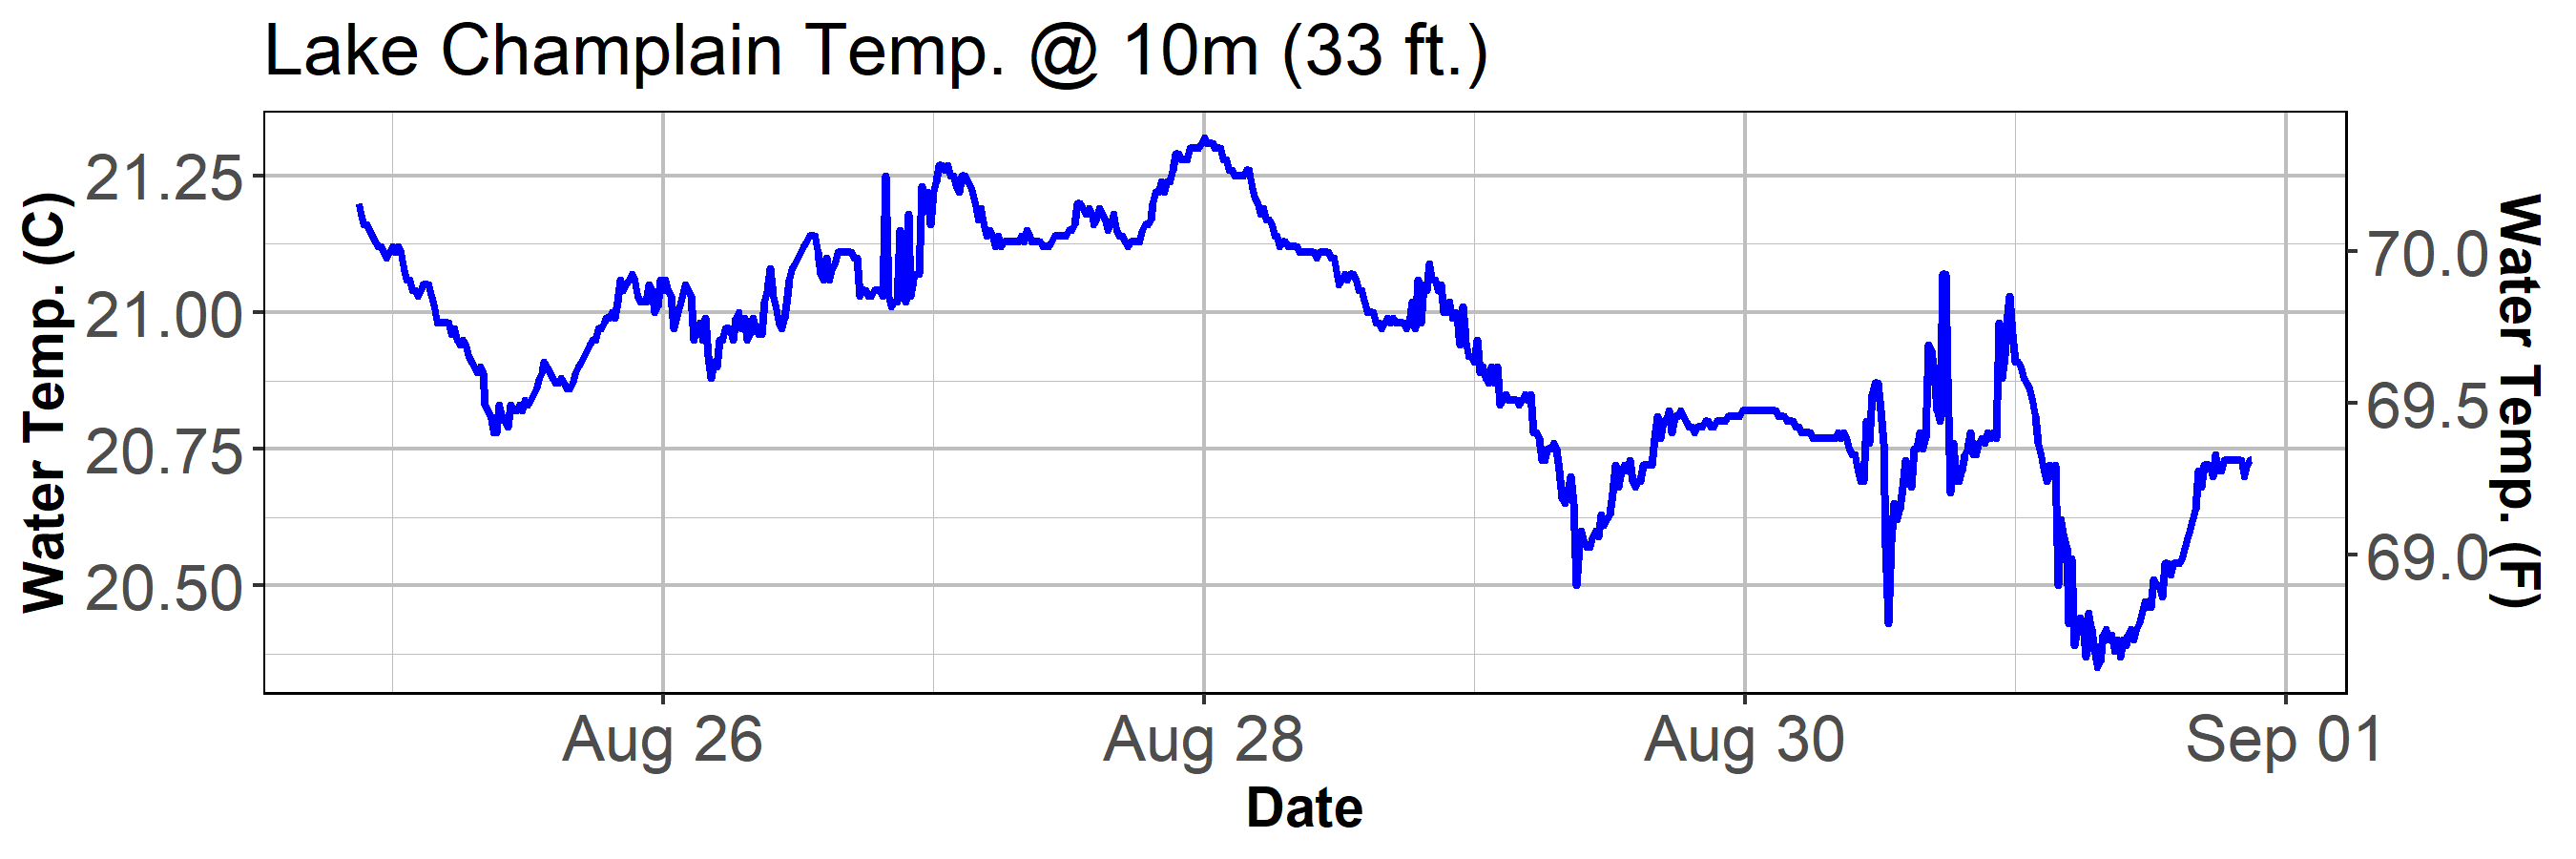 Lake Champlain Temp. @ 10m (33 ft.)
Water Temp. (C)
21.25
21.00
20.75
20.50
70.0
69.5
69.0
Water Temp. (F)
Aug 26
Aug 28
Aug 30
Sep 01
Date